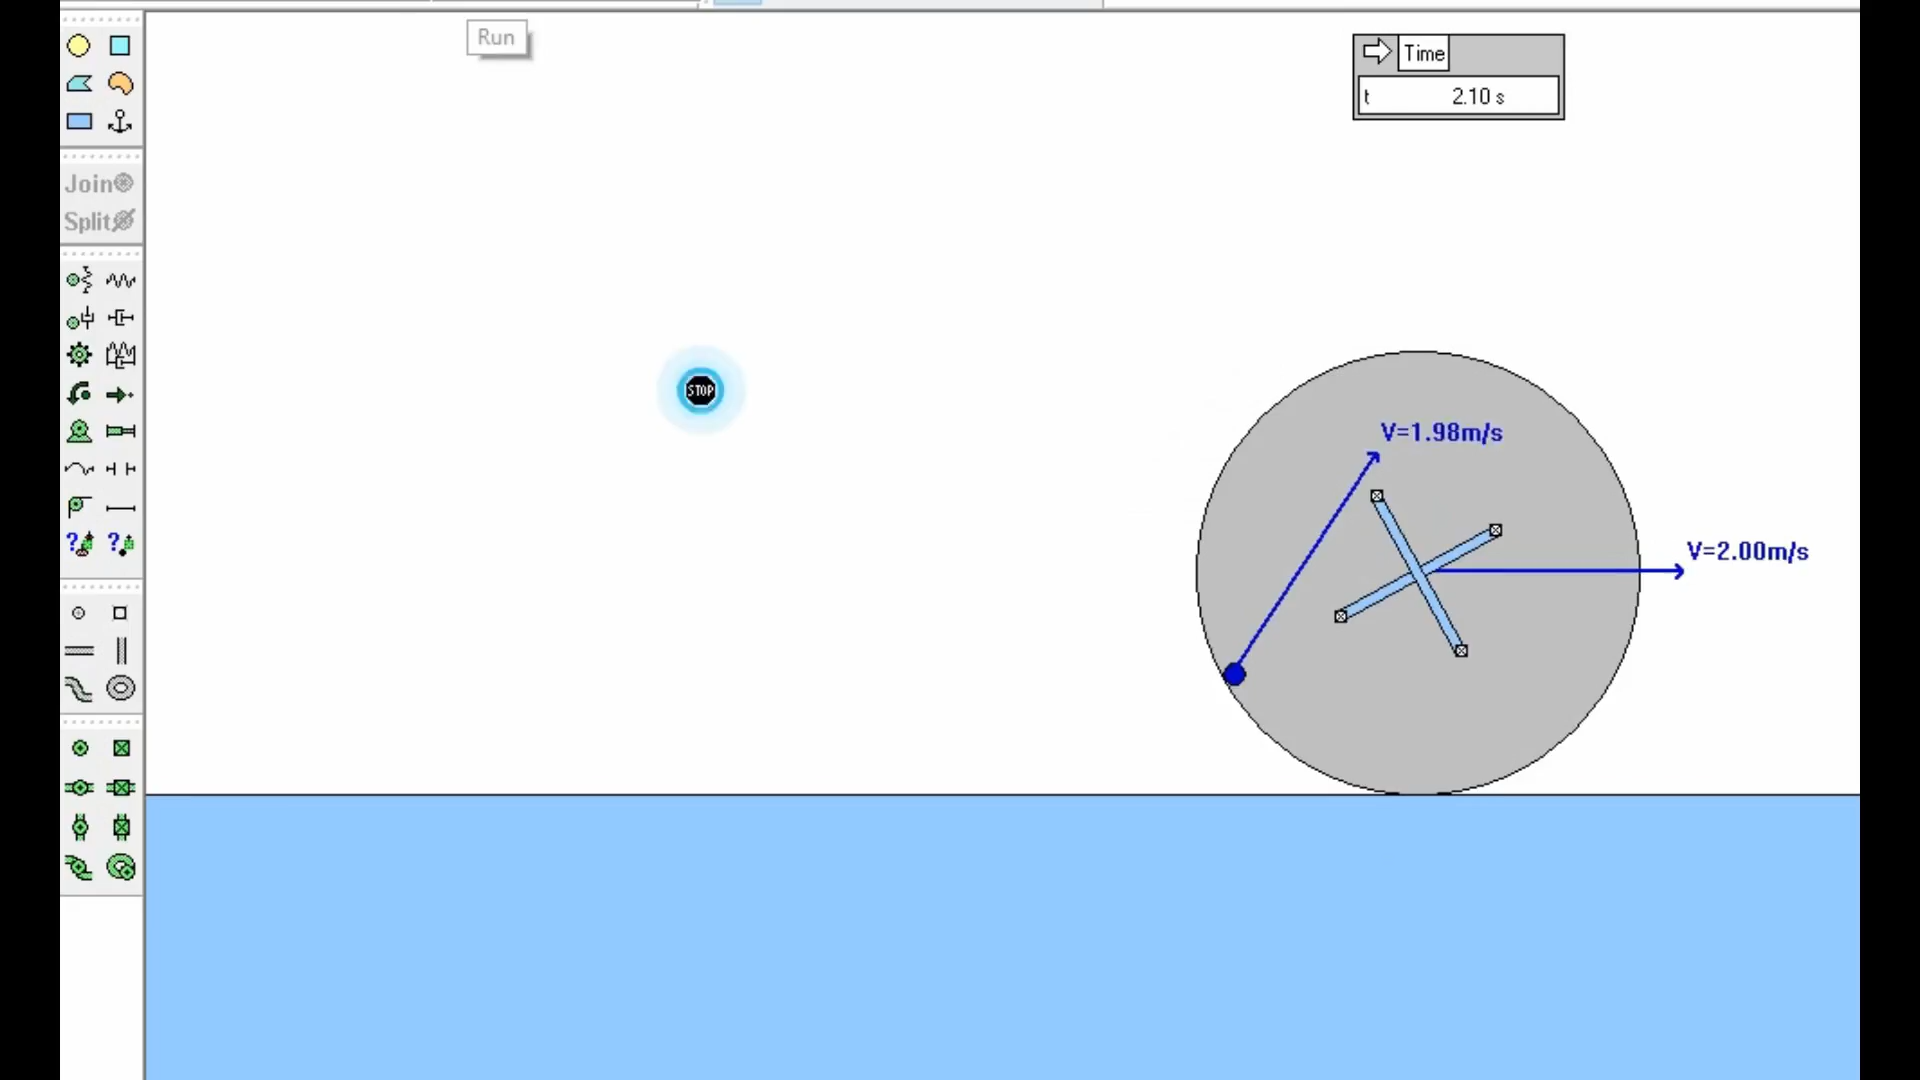 Run
Time
t 2.10 s
Join
Split
STOP
V=1.98m/s
V=2.00m/s
? ?